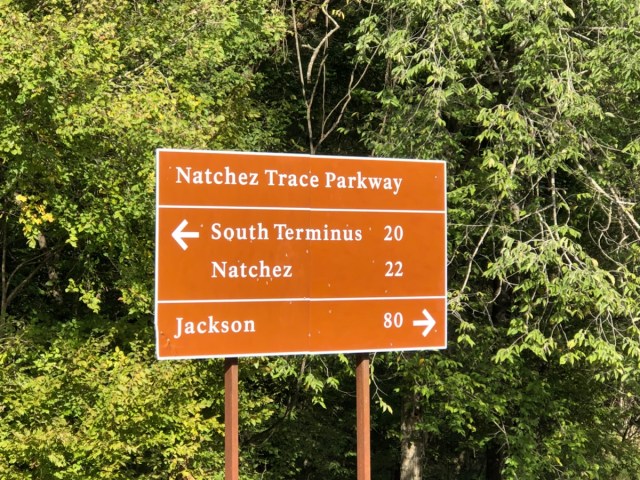 Natchez Trace Parkway
← South Terminus 20
Natchez 22
Jackson 80 →